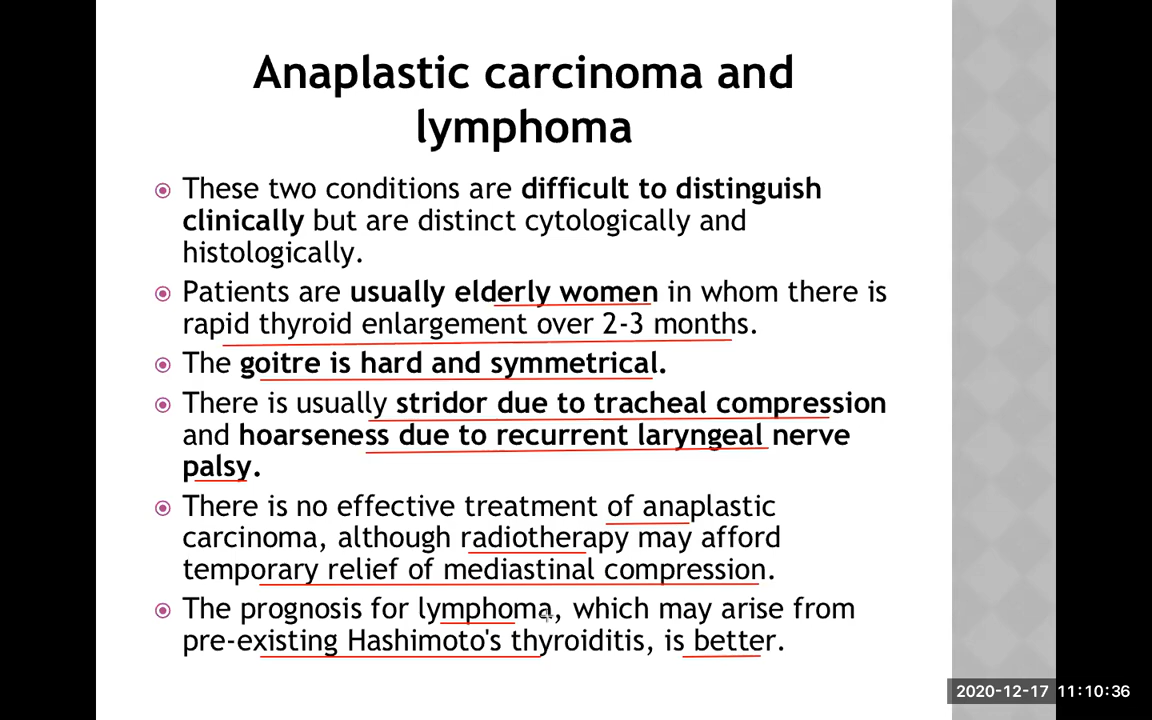 Anaplastic carcinoma and
lymphoma
These two conditions are difficult to distinguish
clinically but are distinct cytologically and
histologically.
Patients are usually elderly women in whom there is
rapid thyroid enlargement over 2-3 months.
The goitre is hard and symmetrical.
There is usually stridor due to tracheal compression
and hoarseness due to recurrent laryngeal nerve
palsy.
There is no effective treatment of anaplastic
carcinoma, although radiotherapy may afford
temporary relief of mediastinal compression.
The prognosis for lymphoma, which may arise from
pre-existing Hashimoto's thyroiditis, is better.
2020-12-17 11:10:36